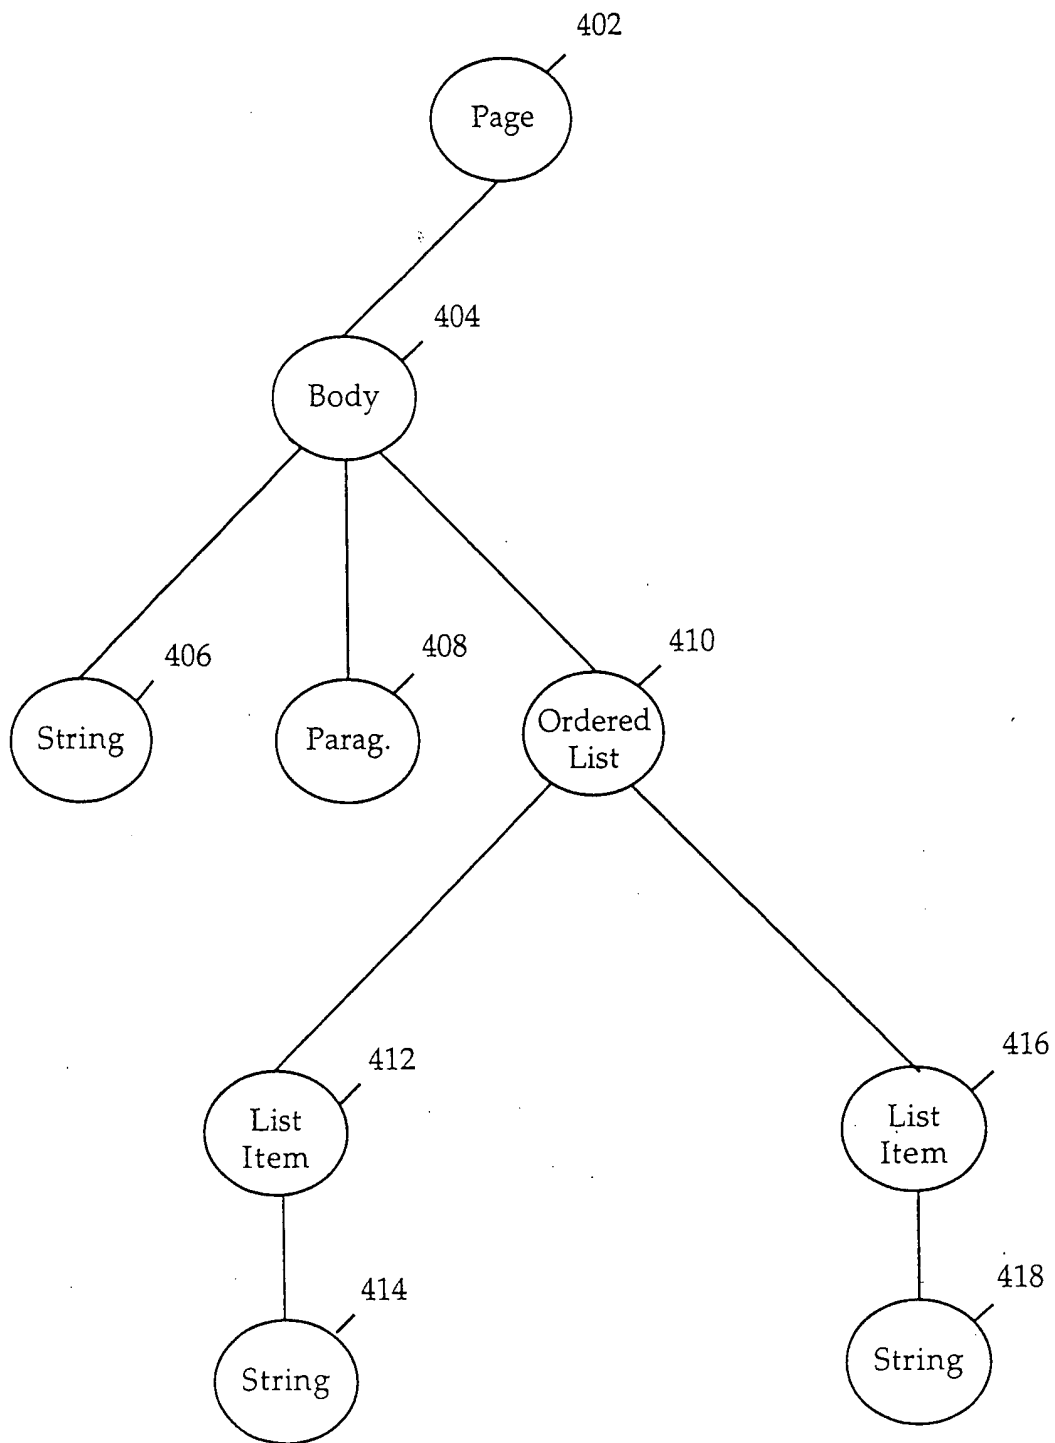 402
Page
404
Body
406
String
408
Parag.
410
Ordered
List
412
List
Item
416
List
Item
414
String
418
String